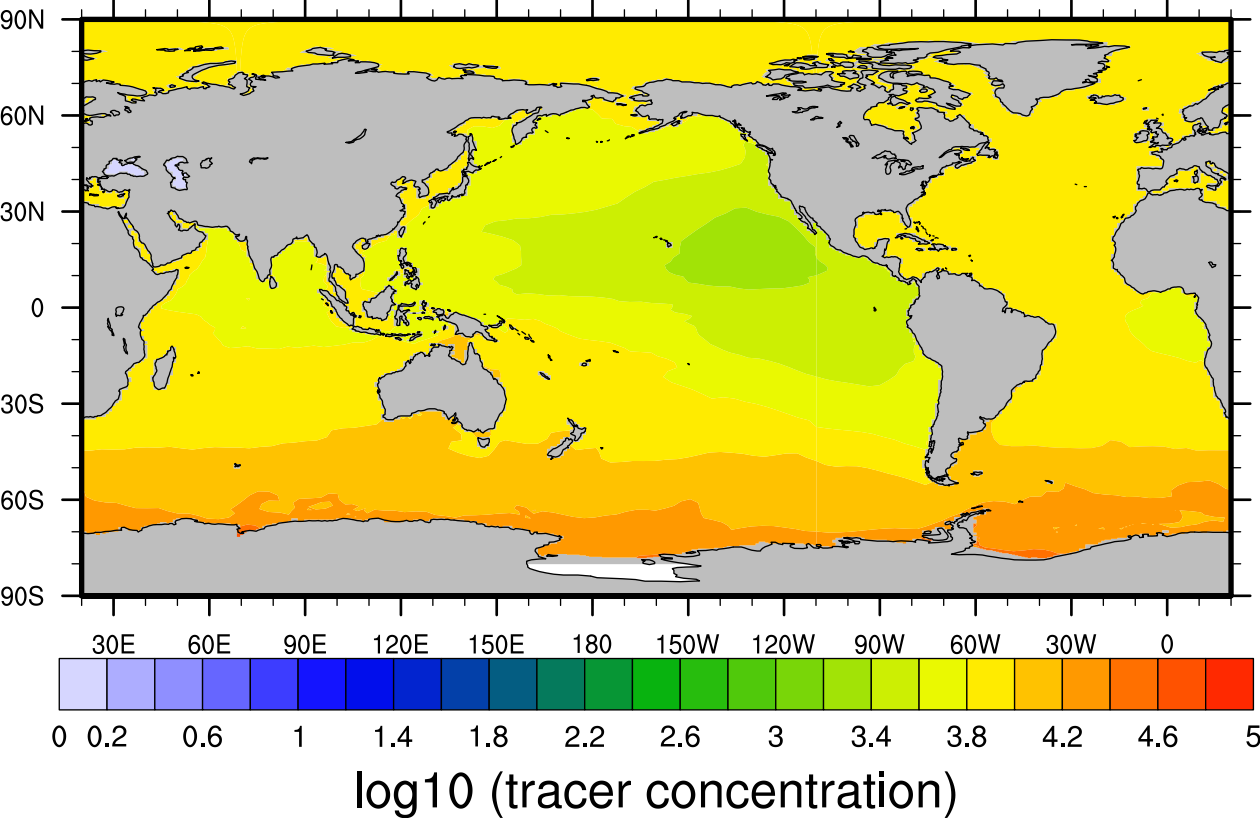 90N
60N
30N
0
30S
60S
90S
30E 60E 90E 120E 150E 180 150W 120W 90W 60W 30W 0
0 0.2 0.6 1 1.4 1.8 2.2 2.6 3 3.4 3.8 4.2 4.6 5
log10 (tracer concentration)